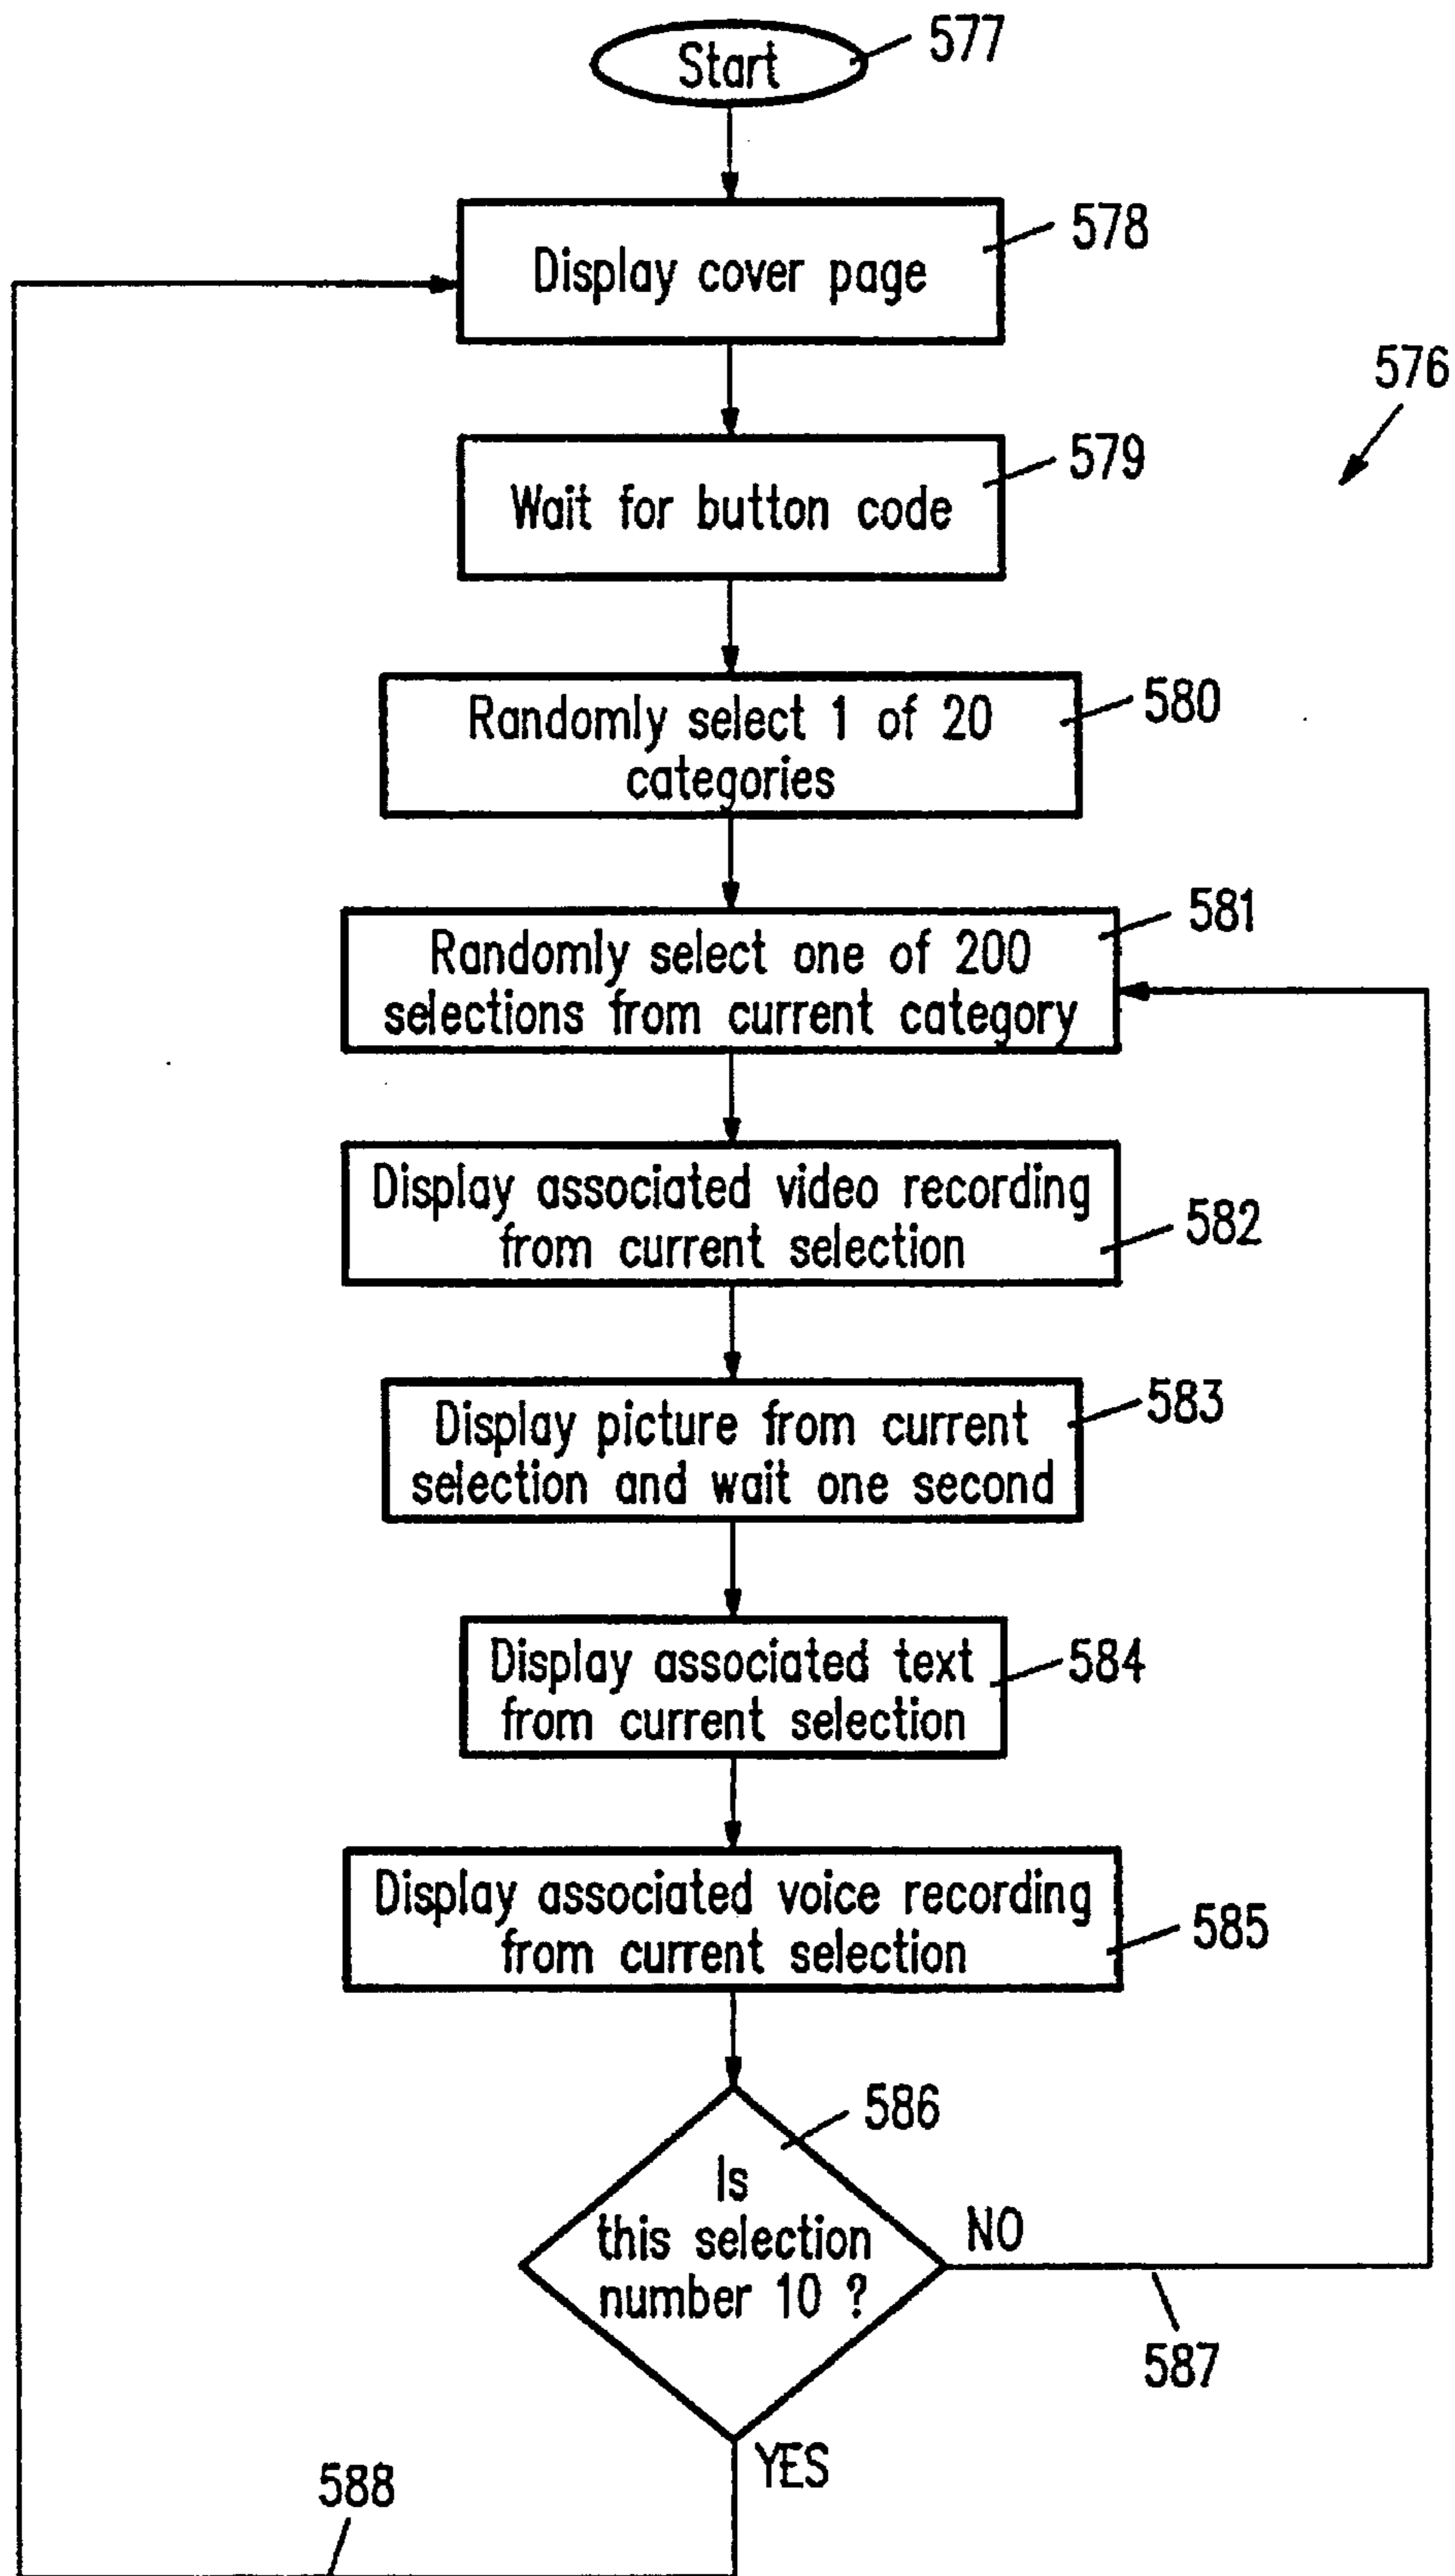 Start
577
Display cover page
578
576
Wait for button code
579
Randomly select 1 of 20
categories
580
Randomly select one of 200
selections from current category
581
Display associated video recording
from current selection
582
Display picture from current
selection and wait one second
583
Display associated text
from current selection
584
Display associated voice recording
from current selection
585
586
Is
this selection
number 10 ?
NO
587
YES
588